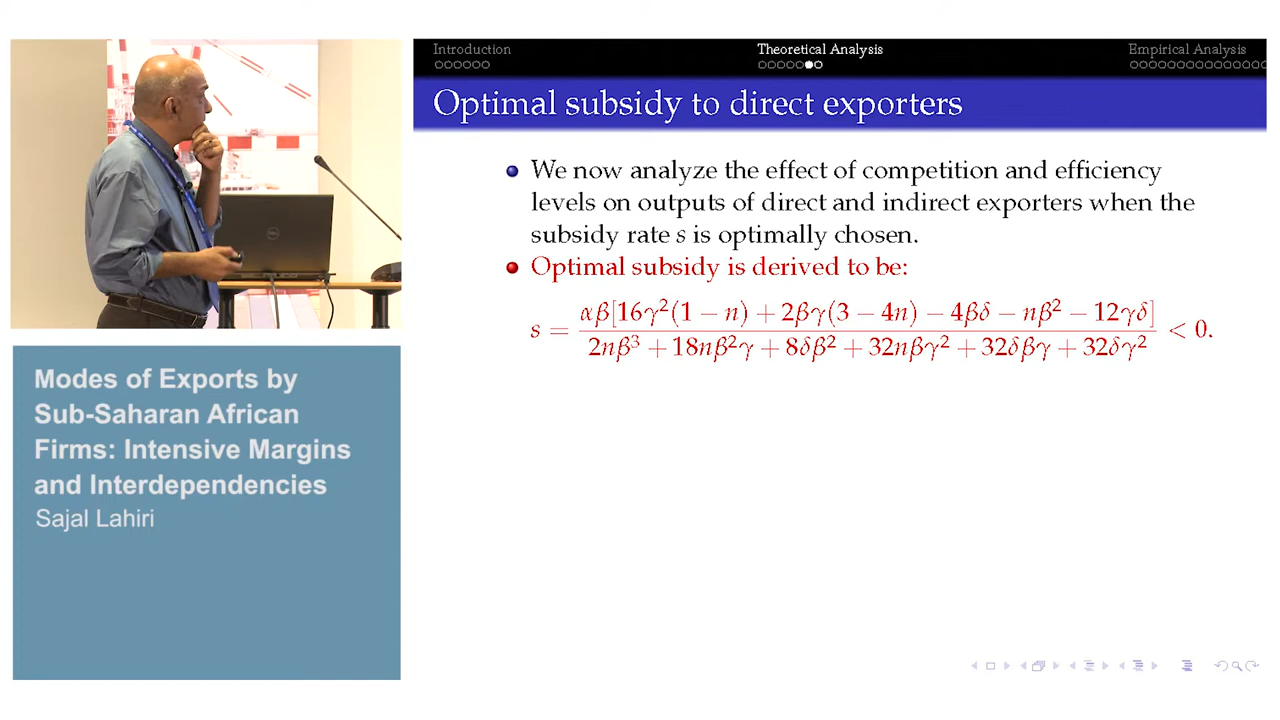 Introduction
Theoretical Analysis
Empirical Analysis
Optimal subsidy to direct exporters
We now analyze the effect of competition and efficiency
levels on outputs of direct and indirect exporters when the
subsidy rate s is optimally chosen.
Optimal subsidy is derived to be:
s = αβ[16γ²(1 − n) + 2βγ(3 − 4n) − 4βδ − nβ² − 12γδ] / 2nβ³ + 18nβ²γ + 8δβ² + 32nβγ² + 32δβγ + 32δγ² < 0.
Modes of Exports by
Sub-Saharan African
Firms: Intensive Margins
and Interdependencies
Sajal Lahiri